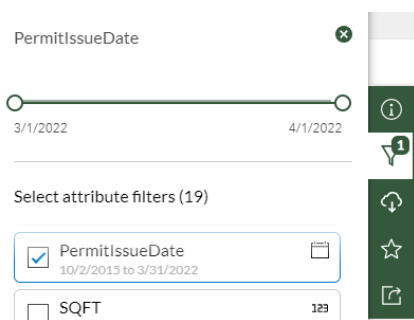 PermitIssueDate
3/1/2022 4/1/2022
1
Select attribute filters (19)
PermitIssueDate
10/2/2015 to 3/31/2022
SQFT 123